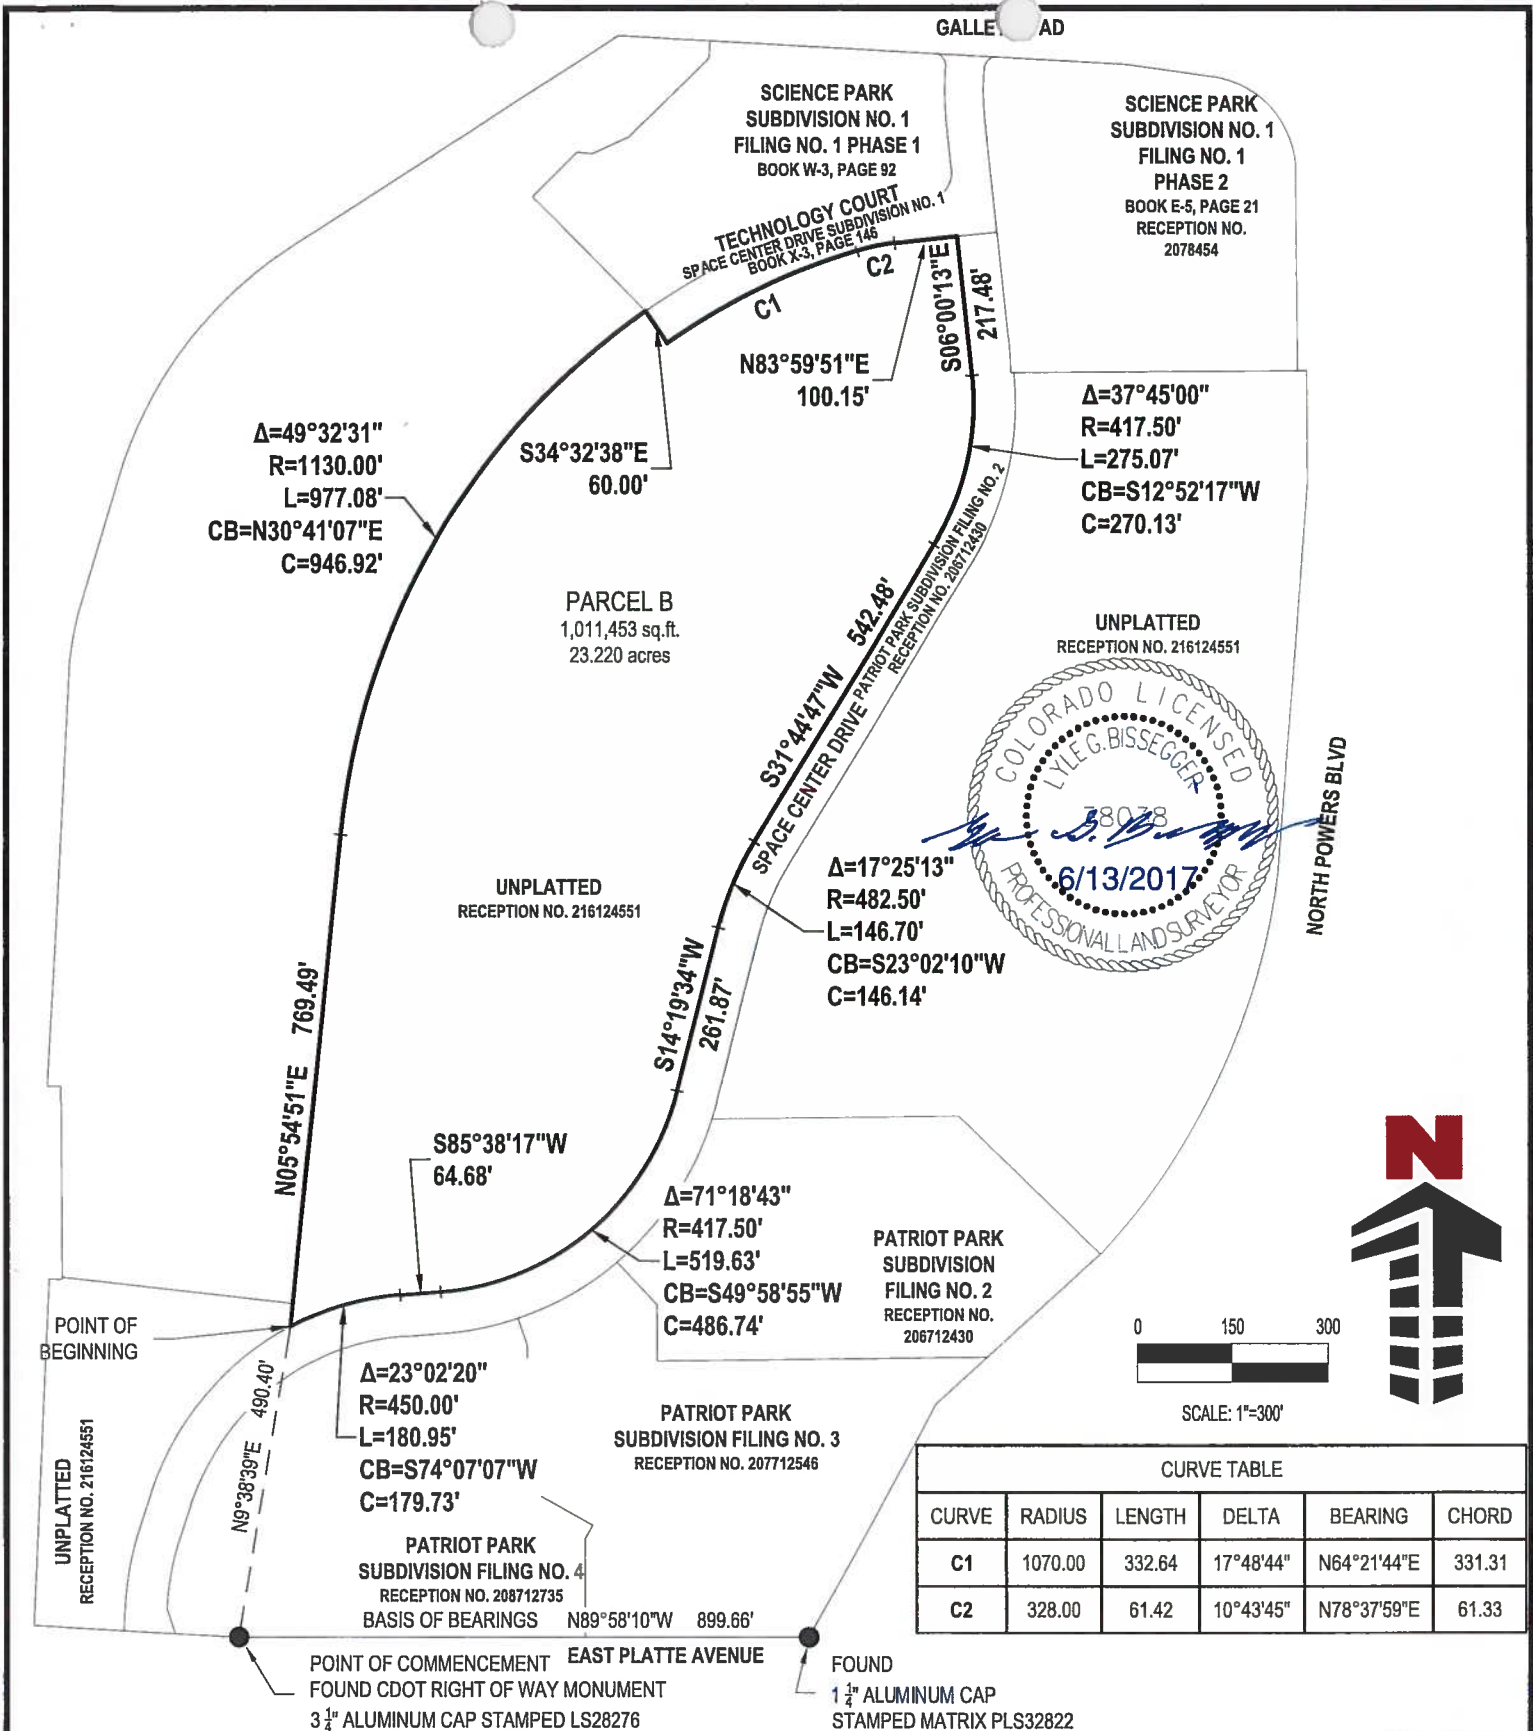 GALLE AD
SCIENCE PARK
SUBDIVISION NO. 1
FILING NO. 1 PHASE 1
BOOK W-3, PAGE 92
SCIENCE PARK
SUBDIVISION NO. 1
FILING NO. 1
PHASE 2
BOOK E-5, PAGE 21
RECEPTION NO.
2078454
TECHNOLOGY COURT
SPACE CENTER DRIVE SUBDIVISION NO. 1
BOOK X-3, PAGE 146
C1
C2
N83°59'51"E
100.15'
S06°00'13"E
217.48'
S34°32'38"E
60.00'
Δ=49°32'31"
R=1130.00'
L=977.08'
CB=N30°41'07"E
C=946.92'
Δ=37°45'00"
R=417.50'
L=275.07'
CB=S12°52'17"W
C=270.13'
PARCEL B
1,011,453 sq.ft.
23.220 acres
S31°44'47"W 542.48'
SPACE CENTER DRIVE
PATRIOT PARK SUBDIVISION FILING NO. 2
RECEPTION NO. 206712430
UNPLATTED
RECEPTION NO. 216124551
COLORADO LICENSED
LYLE G. BISSEGGER
38038
6/13/2017
PROFESSIONAL LAND SURVEYOR
NORTH POWERS BLVD
UNPLATTED
RECEPTION NO. 216124551
Δ=17°25'13"
R=482.50'
L=146.70'
CB=S23°02'10"W
C=146.14'
S14°19'34"W
261.87'
N05°54'51"E 769.49'
S85°38'17"W
64.68'
Δ=71°18'43"
R=417.50'
L=519.63'
CB=S49°58'55"W
C=486.74'
PATRIOT PARK
SUBDIVISION
FILING NO. 2
RECEPTION NO.
206712430
N
POINT OF
BEGINNING
N9°38'39"E 490.40'
Δ=23°02'20"
R=450.00'
L=180.95'
CB=S74°07'07"W
C=179.73'
0 150 300
SCALE: 1"=300'
UNPLATTED
RECEPTION NO. 216124551
PATRIOT PARK
SUBDIVISION FILING NO. 3
RECEPTION NO. 207712546
PATRIOT PARK
SUBDIVISION FILING NO. 4
RECEPTION NO. 208712735
CURVE TABLE
CURVE RADIUS LENGTH DELTA BEARING CHORD
C1 1070.00 332.64 17°48'44" N64°21'44"E 331.31
C2 328.00 61.42 10°43'45" N78°37'59"E 61.33
BASIS OF BEARINGS N89°58'10"W 899.66'
EAST PLATTE AVENUE
POINT OF COMMENCEMENT
FOUND CDOT RIGHT OF WAY MONUMENT
3 1/4" ALUMINUM CAP STAMPED LS28276
FOUND
1 1/4" ALUMINUM CAP
STAMPED MATRIX PLS32822